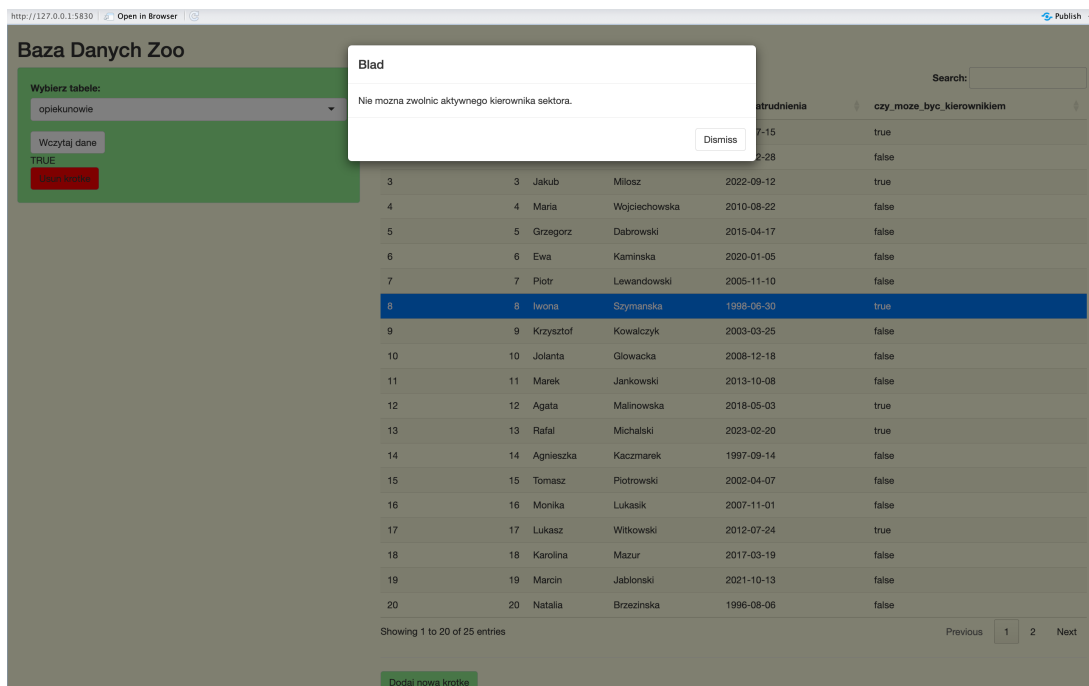 http://127.0.0.1:5830 Open in Browser Publish
Baza Danych Zoo
Wybierz tabele:
opiekunowie
Wczytaj dane
TRUE
Usun krotke
Blad
Nie mozna zwolnic aktywnego kierownika sektora.
Dismiss
Search:
atrudnienia czy_moze_byc_kierownikiem
7-15 true
2-28 false
3 3 Jakub Milosz 2022-09-12 true
4 4 Maria Wojciechowska 2010-08-22 false
5 5 Grzegorz Dabrowski 2015-04-17 false
6 6 Ewa Kaminska 2020-01-05 false
7 7 Piotr Lewandowski 2005-11-10 false
8 8 Iwona Szymanska 1998-06-30 true
9 9 Krzysztof Kowalczyk 2003-03-25 false
10 10 Jolanta Glowacka 2008-12-18 false
11 11 Marek Jankowski 2013-10-08 false
12 12 Agata Malinowska 2018-05-03 true
13 13 Rafal Michalski 2023-02-20 true
14 14 Agnieszka Kaczmarek 1997-09-14 false
15 15 Tomasz Piotrowski 2002-04-07 false
16 16 Monika Lukasik 2007-11-01 false
17 17 Lukasz Witkowski 2012-07-24 true
18 18 Karolina Mazur 2017-03-19 false
19 19 Marcin Jablonski 2021-10-13 false
20 20 Natalia Brzezinska 1996-08-06 false
Showing 1 to 20 of 25 entries Previous 1 2 Next
Dodaj nowa krotke